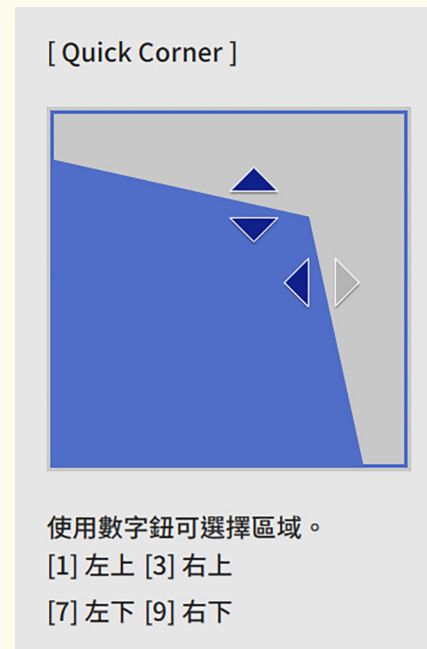 [ Quick Corner ]
使用數字鈕可選擇區域。
[1] 左上 [3] 右上
[7] 左下 [9] 右下